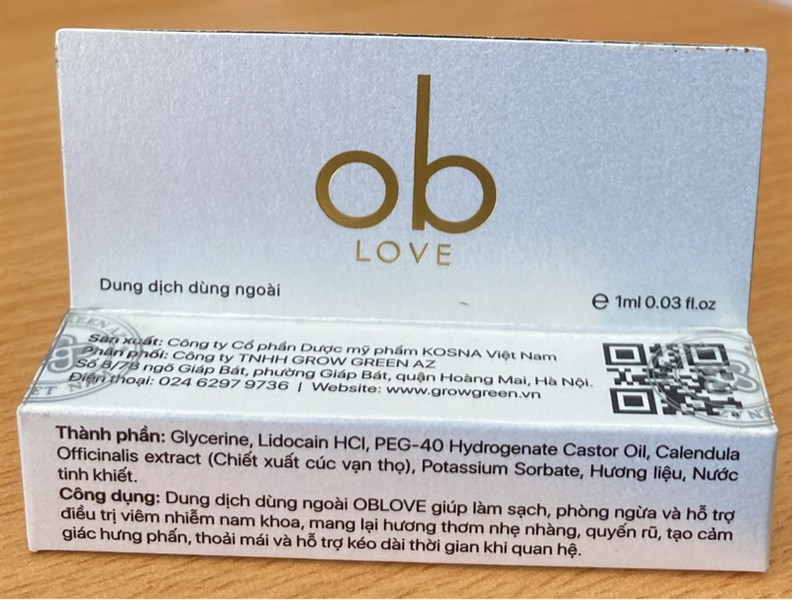 ob
LOVE
Dung dịch dùng ngoài
e 1ml 0.03 fl.oz
Sản xuất: Công ty Cổ phần Dược mỹ phẩm KOSNA Việt Nam
Phân phối: Công ty TNHH GROW GREEN AZ
Số 8/7B ngõ Giáp Bát, phường Giáp Bát, quận Hoàng Mai, Hà Nội.
Điện thoại: 024 6297 9736 | Website: www.growgreen.vn
Thành phần: Glycerine, Lidocain HCl, PEG-40 Hydrogenate Castor Oil, Calendula
Officinalis extract (Chiết xuất cúc vạn thọ), Potassium Sorbate, Hương liệu, Nước
tinh khiết.
Công dụng: Dung dịch dùng ngoài OBLOVE giúp làm sạch, phòng ngừa và hỗ trợ
điều trị viêm nhiễm nam khoa, mang lại hương thơm nhẹ nhàng, quyến rũ, tạo cảm
giác hưng phấn, thoải mái và hỗ trợ kéo dài thời gian khi quan hệ.